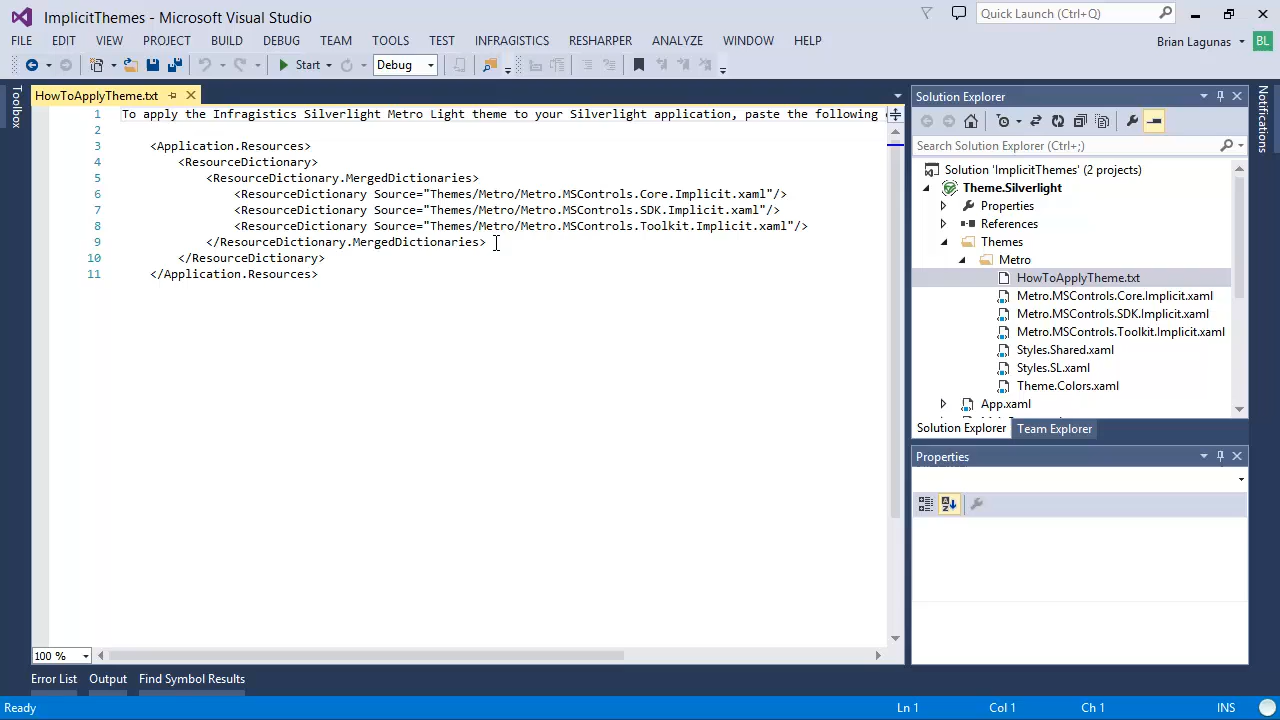 ImplicitThemes - Microsoft Visual Studio
Quick Launch (Ctrl+Q)
FILE EDIT VIEW PROJECT BUILD DEBUG TEAM TOOLS TEST INFRAGISTICS RESHARPER ANALYZE WINDOW HELP
Brian Lagunas BL
Start Debug
Toolbox
HowToApplyTheme.txt
1 To apply the Infragistics Silverlight Metro Light theme to your Silverlight application, paste the following
2
3 <Application.Resources>
4 <ResourceDictionary>
5 <ResourceDictionary.MergedDictionaries>
6 <ResourceDictionary Source="Themes/Metro/Metro.MSControls.Core.Implicit.xaml"/>
7 <ResourceDictionary Source="Themes/Metro/Metro.MSControls.SDK.Implicit.xaml"/>
8 <ResourceDictionary Source="Themes/Metro/Metro.MSControls.Toolkit.Implicit.xaml"/>
9 </ResourceDictionary.MergedDictionaries>
10 </ResourceDictionary>
11 </Application.Resources>
100 %
Solution Explorer
Search Solution Explorer (Ctrl+;)
Solution 'ImplicitThemes' (2 projects)
Theme.Silverlight
Properties
References
Themes
Metro
HowToApplyTheme.txt
Metro.MSControls.Core.Implicit.xaml
Metro.MSControls.SDK.Implicit.xaml
Metro.MSControls.Toolkit.Implicit.xaml
Styles.Shared.xaml
Styles.SL.xaml
Theme.Colors.xaml
App.xaml
Solution Explorer Team Explorer
Properties
Notifications
Error List Output Find Symbol Results
Ready Ln 1 Col 1 Ch 1 INS